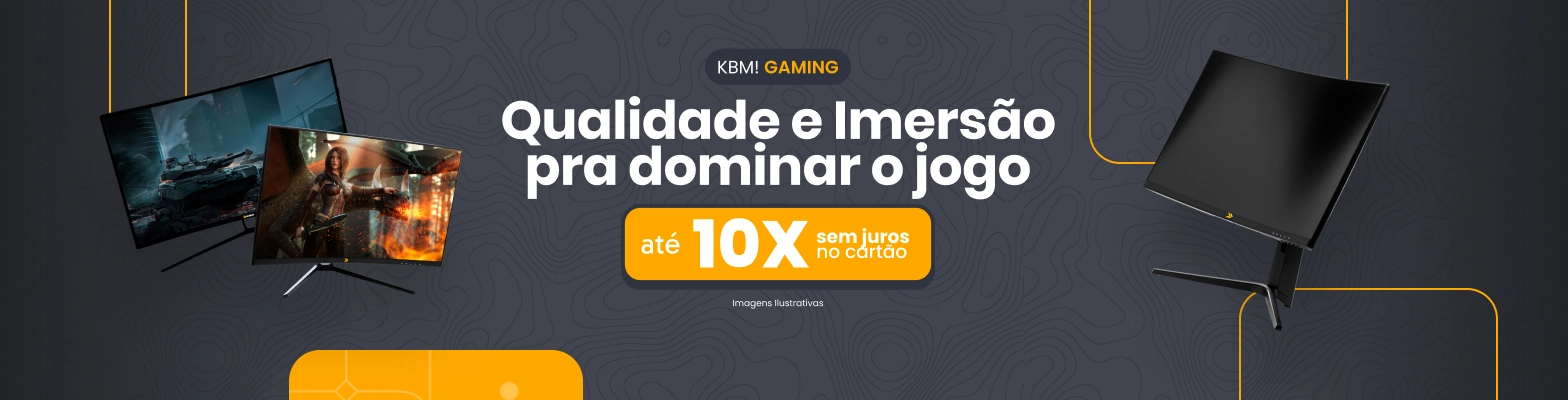 KBM! GAMING
Qualidade e Imersão
pra dominar o jogo
até 10X sem juros
no cartão
Imagens Ilustrativas